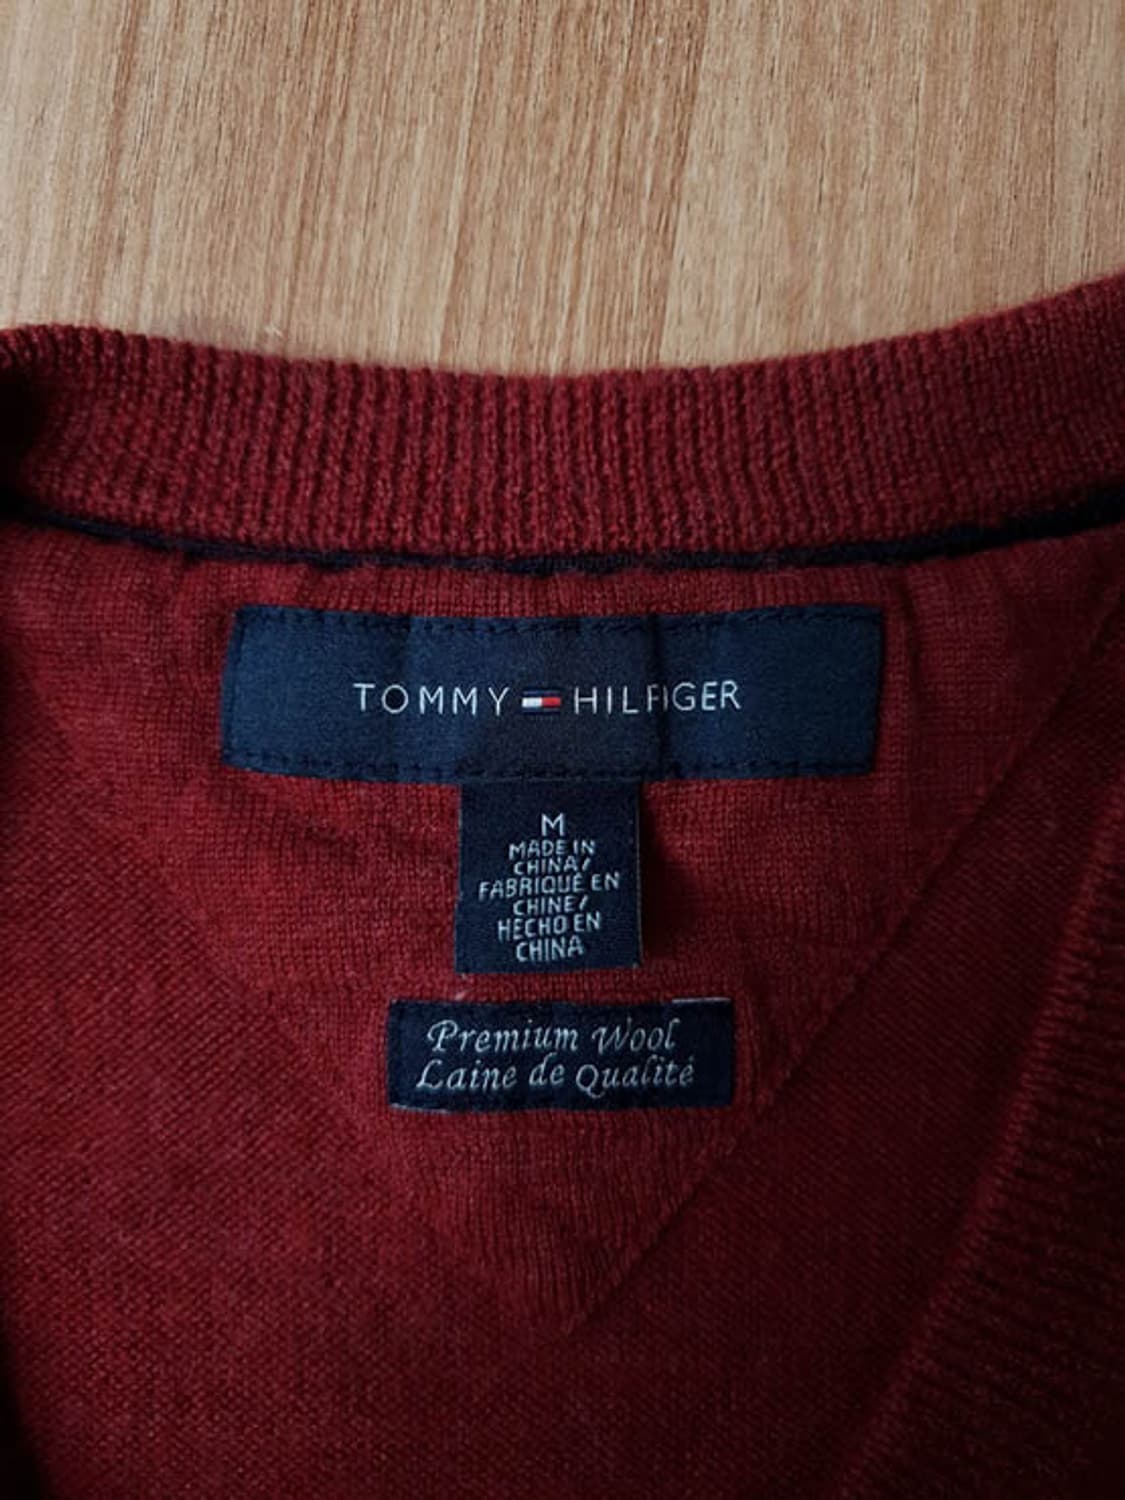 TOMMY HILFIGER
M
MADE IN
CHINA/
FABRIQUÉ EN
CHINE/
HECHO EN
CHINA
Premium Wool
Laine de Qualité